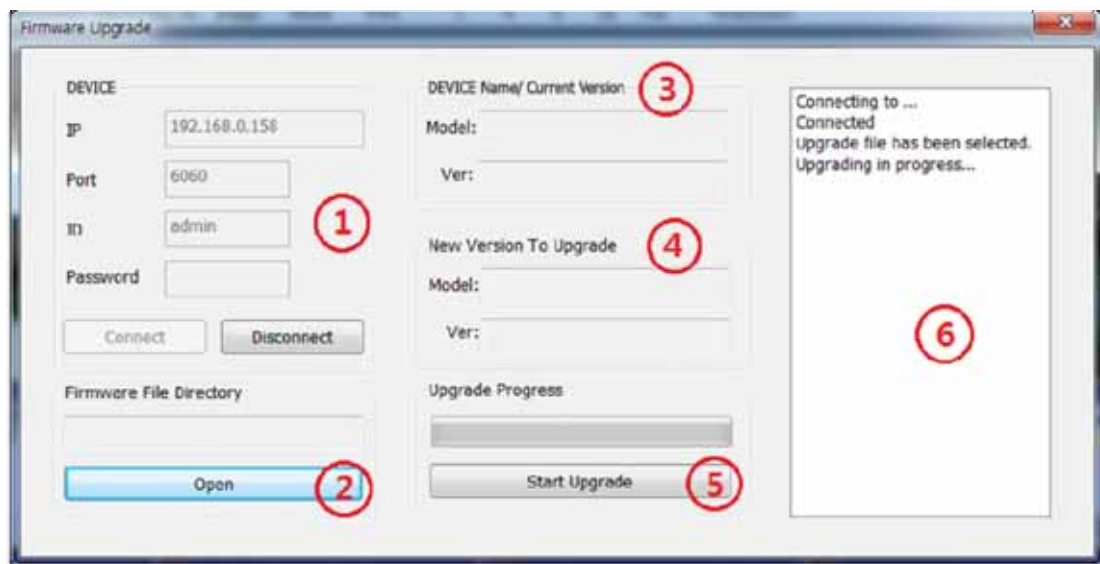 Firmware Upgrade
DEVICE
IP 192.168.0.158
Port 6060
ID admin
Password
Connect Disconnect
1
Firmware File Directory
Open 2
DEVICE Name/ Current Version 3
Model:
Ver:
New Version To Upgrade 4
Model:
Ver:
Upgrade Progress
Start Upgrade 5
Connecting to ...
Connected
Upgrade file has been selected.
Upgrading in progress...
6